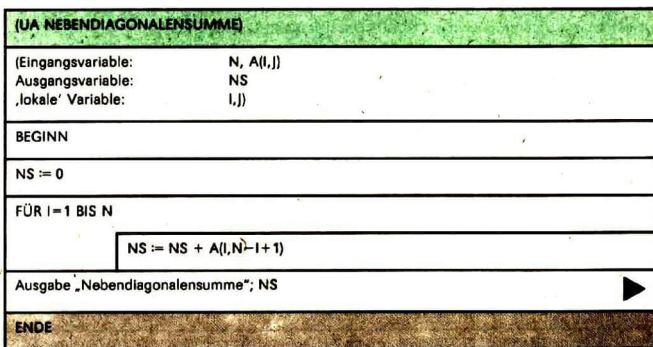 (UA NEBENDIAGONALENSUMME)
(Eingangsvariable: N, A(I,J)
Ausgangsvariable: NS
‚lokale' Variable: I,J)
BEGINN
NS := 0
FÜR I=1 BIS N
NS := NS + A(I,N−I+1)
Ausgabe „Nebendiagonalensumme"; NS
ENDE